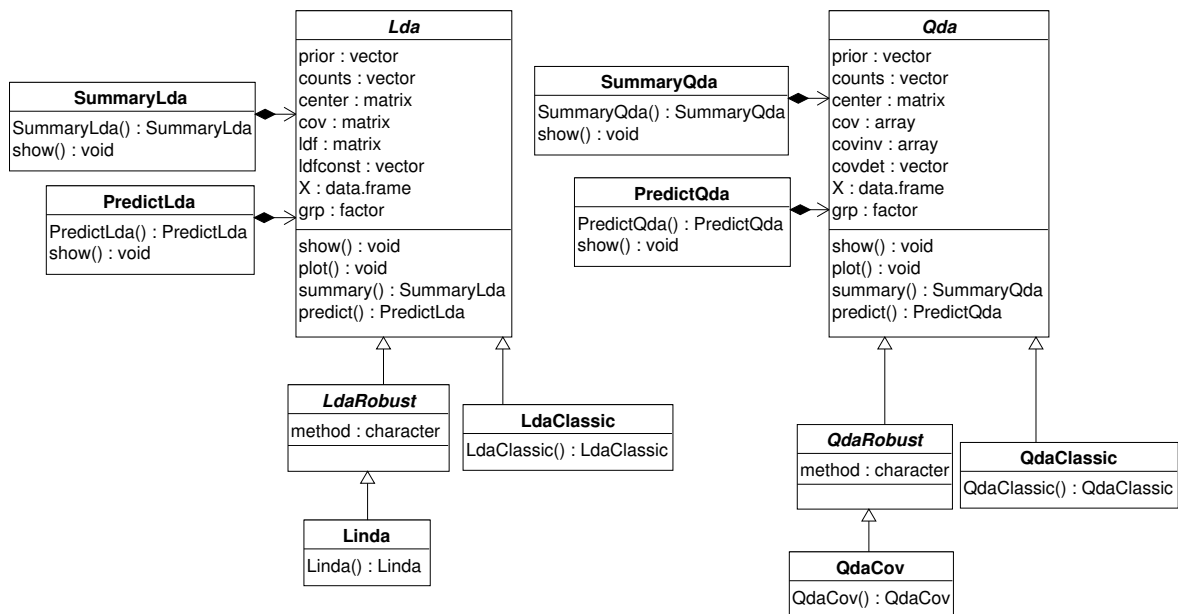 Lda
prior : vector
counts : vector
center : matrix
cov : matrix
ldf : matrix
ldfconst : vector
X : data.frame
grp : factor
show() : void
plot() : void
summary() : SummaryLda
predict() : PredictLda
SummaryLda
SummaryLda() : SummaryLda
show() : void
PredictLda
PredictLda() : PredictLda
show() : void
LdaRobust
method : character
LdaClassic
LdaClassic() : LdaClassic
Linda
Linda() : Linda
Qda
prior : vector
counts : vector
center : matrix
cov : array
covinv : array
covdet : vector
X : data.frame
grp : factor
show() : void
plot() : void
summary() : SummaryQda
predict() : PredictQda
SummaryQda
SummaryQda() : SummaryQda
show() : void
PredictQda
PredictQda() : PredictQda
show() : void
QdaRobust
method : character
QdaClassic
QdaClassic() : QdaClassic
QdaCov
QdaCov() : QdaCov